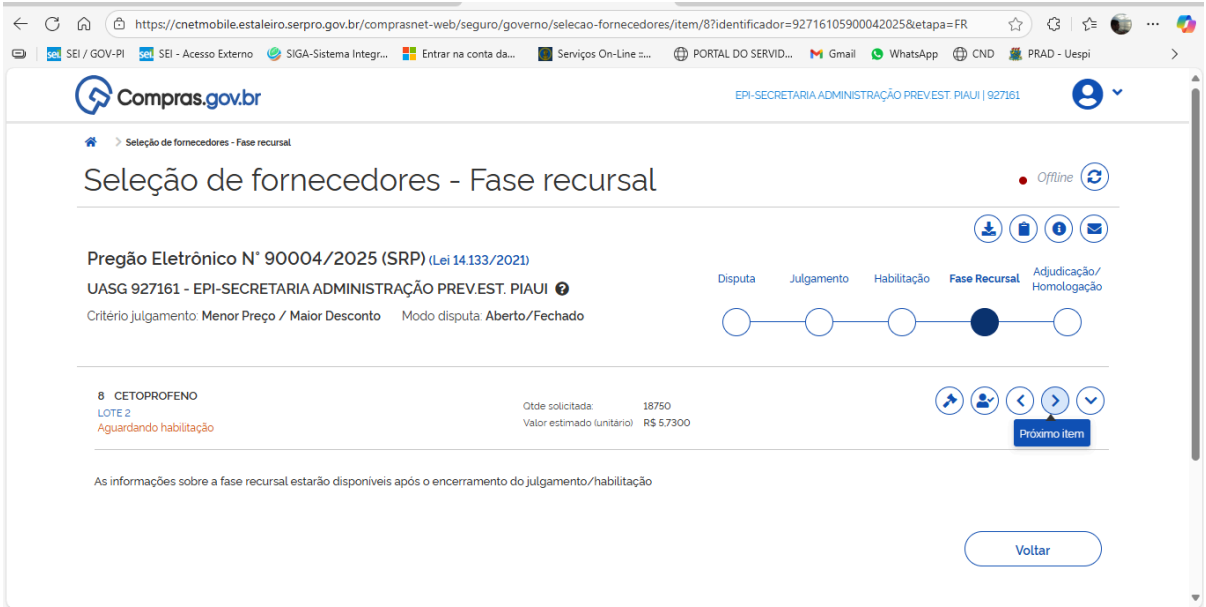 https://cnetmobile.estaleiro.serpro.gov.br/comprasnet-web/seguro/governo/selecao-fornecedores/item/8?identificador=92716105900042025&etapa=FR
sei. SEI / GOV-PI
sei. SEI - Acesso Externo
SIGA-Sistema Integr...
Entrar na conta da...
Serviços On-Line ::...
PORTAL DO SERVID...
Gmail
WhatsApp
CND
PRAD - Uespi
Compras.gov.br
EPI-SECRETARIA ADMINISTRAÇÃO PREV.EST. PIAUI | 927161
Seleção de fornecedores - Fase recursal
Seleção de fornecedores - Fase recursal
Offline
Pregão Eletrônico N° 90004/2025 (SRP) (Lei 14.133/2021)
UASG 927161 - EPI-SECRETARIA ADMINISTRAÇÃO PREV.EST. PIAUI ?
Critério julgamento: Menor Preço / Maior Desconto Modo disputa: Aberto/Fechado
Disputa
Julgamento
Habilitação
Fase Recursal
Adjudicação/
Homologação
8 CETOPROFENO
LOTE 2
Aguardando habilitação
Qtde solicitada: 18750
Valor estimado (unitário) R$ 5,7300
Próximo item
As informações sobre a fase recursal estarão disponíveis após o encerramento do julgamento/habilitação
Voltar